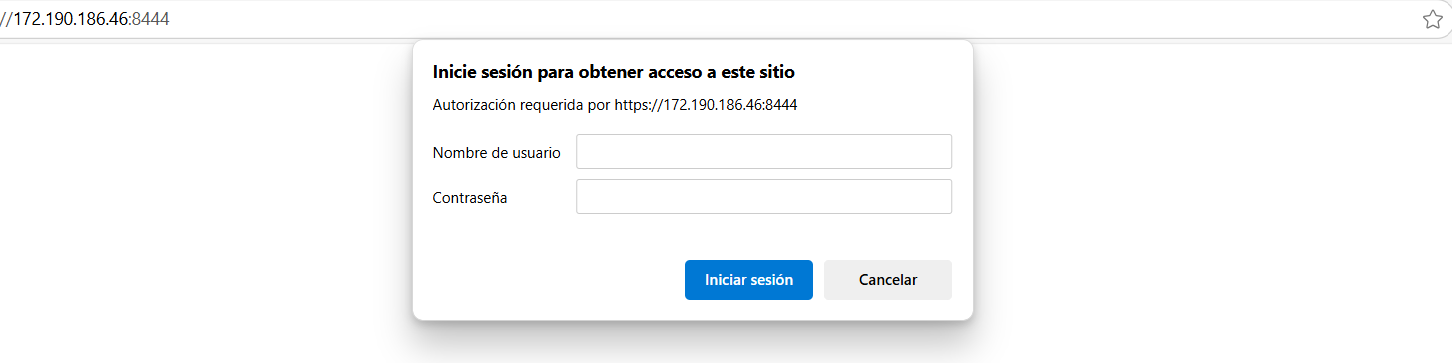 //172.190.186.46:8444
Inicie sesión para obtener acceso a este sitio
Autorización requerida por https://172.190.186.46:8444
Nombre de usuario
Contraseña
Iniciar sesión Cancelar